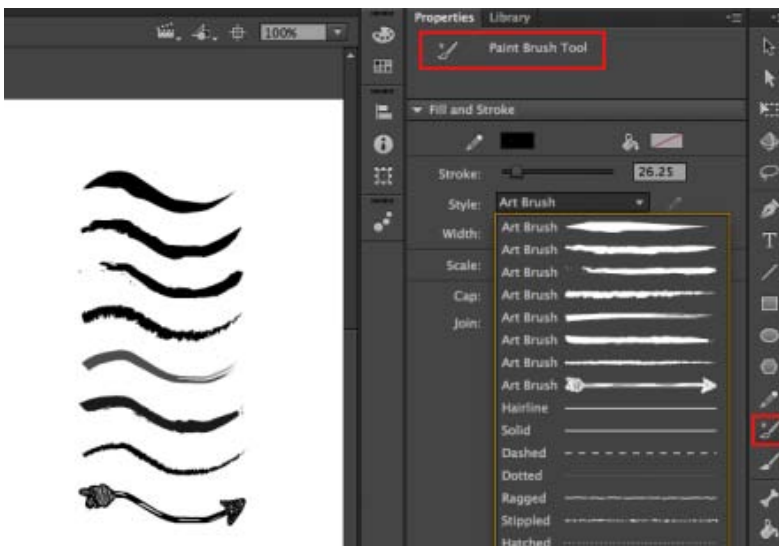 Properties Library
100%
Paint Brush Tool
Fill and Stroke
Stroke: 26.25
Style: Art Brush
Width:
Scale:
Cap:
Join:
Art Brush
Art Brush
Art Brush
Art Brush
Art Brush
Art Brush
Art Brush
Art Brush
Hairline
Solid
Dashed
Dotted
Ragged
Stippled
Hatched